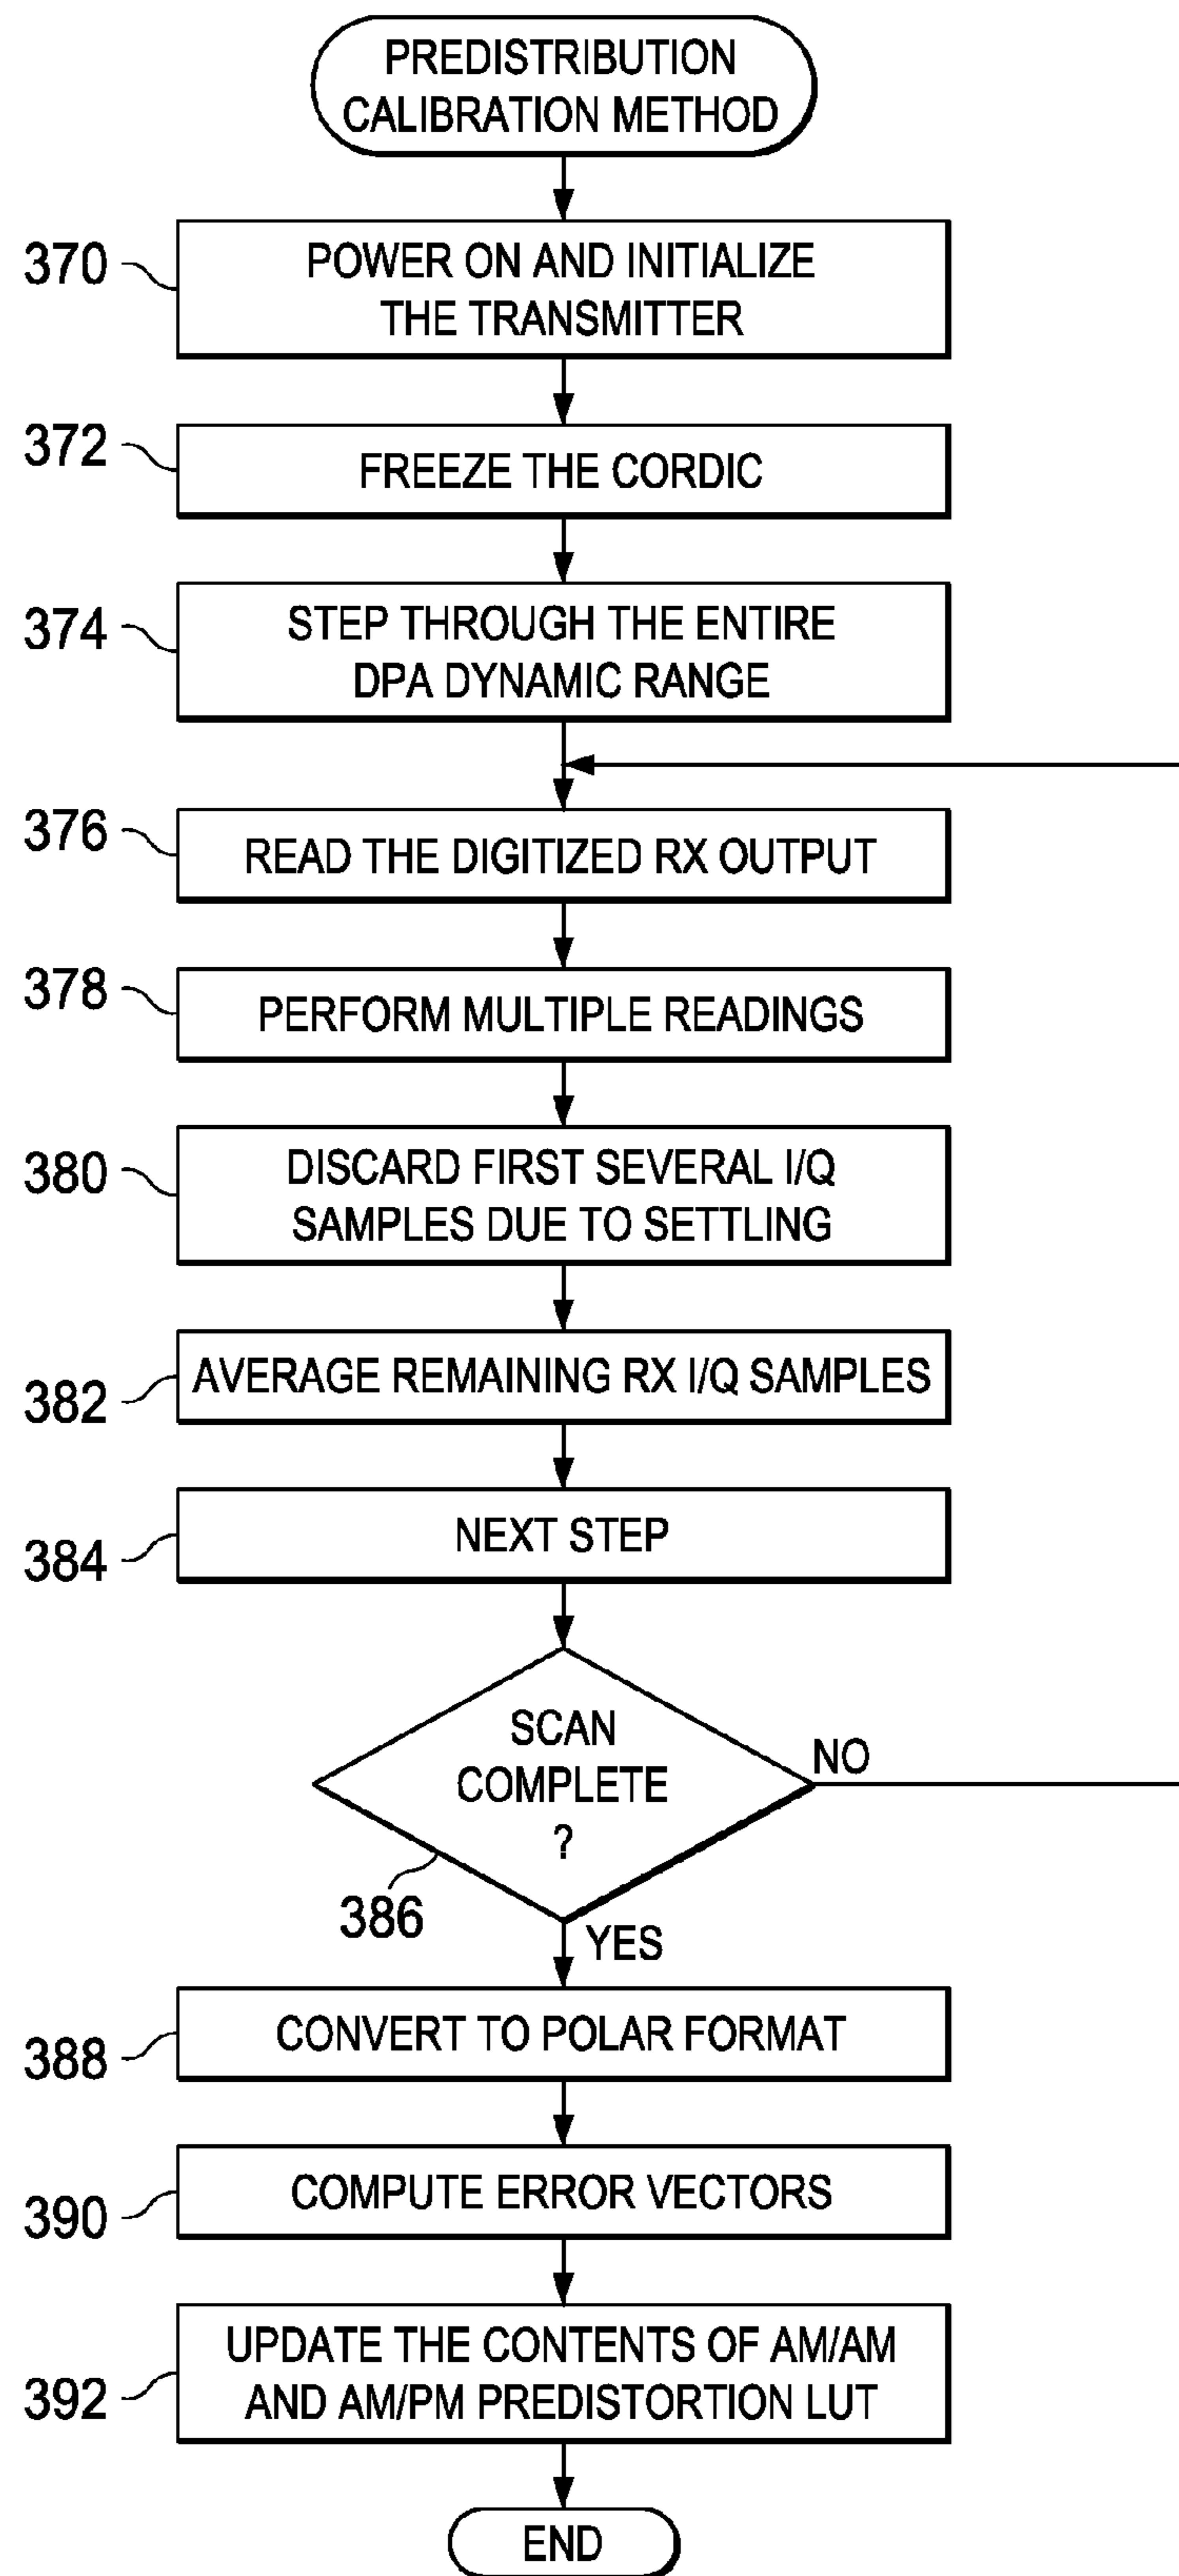 PREDISTRIBUTION
CALIBRATION METHOD
370
POWER ON AND INITIALIZE
THE TRANSMITTER
372
FREEZE THE CORDIC
374
STEP THROUGH THE ENTIRE
DPA DYNAMIC RANGE
376
READ THE DIGITIZED RX OUTPUT
378
PERFORM MULTIPLE READINGS
380
DISCARD FIRST SEVERAL I/Q
SAMPLES DUE TO SETTLING
382
AVERAGE REMAINING RX I/Q SAMPLES
384
NEXT STEP
SCAN
COMPLETE
?
NO
386
YES
388
CONVERT TO POLAR FORMAT
390
COMPUTE ERROR VECTORS
392
UPDATE THE CONTENTS OF AM/AM
AND AM/PM PREDISTORTION LUT
END